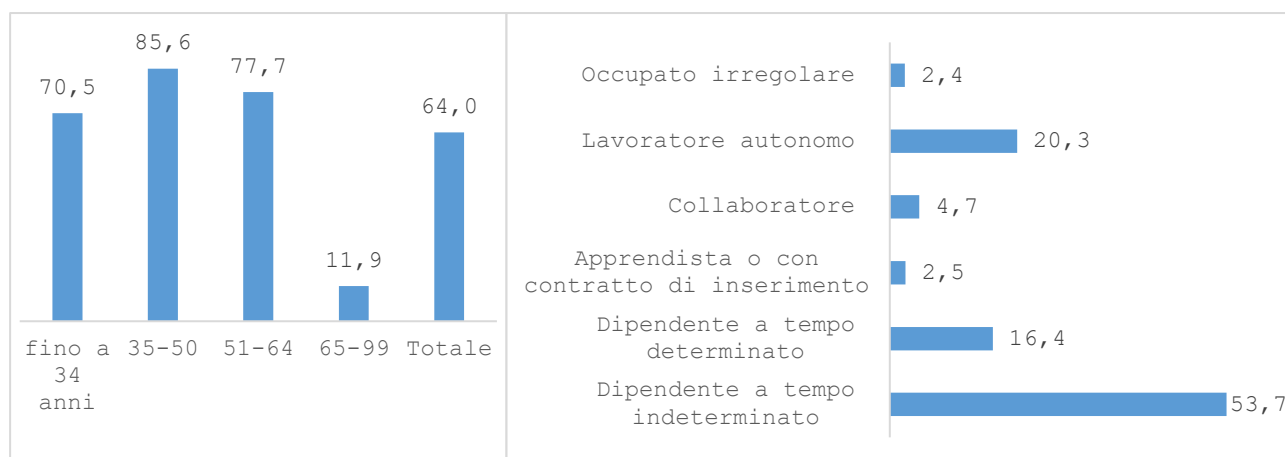 85,6
77,7
70,5
64,0
11,9
fino a 35-50 51-64 65-99 Totale
34
anni
Occupato irregolare 2,4
Lavoratore autonomo 20,3
Collaboratore 4,7
Apprendista o con
contratto di inserimento 2,5
Dipendente a tempo
determinato 16,4
Dipendente a tempo
indeterminato 53,7